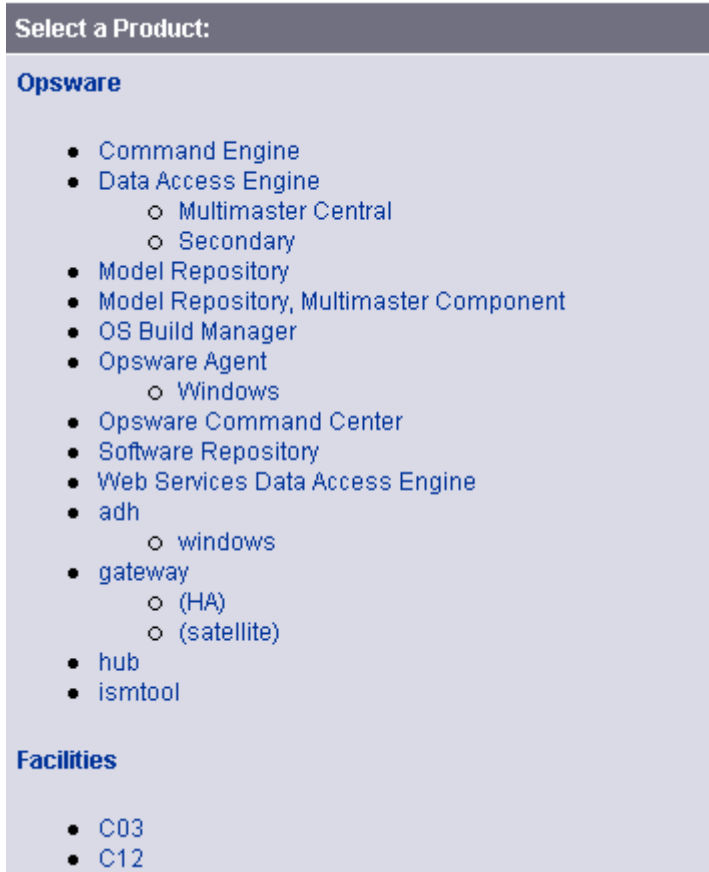 Select a Product:
Opsware
Command Engine
Data Access Engine
Multimaster Central
Secondary
Model Repository
Model Repository, Multimaster Component
OS Build Manager
Opsware Agent
Windows
Opsware Command Center
Software Repository
Web Services Data Access Engine
adh
windows
gateway
(HA)
(satellite)
hub
ismtool
Facilities
C03
C12